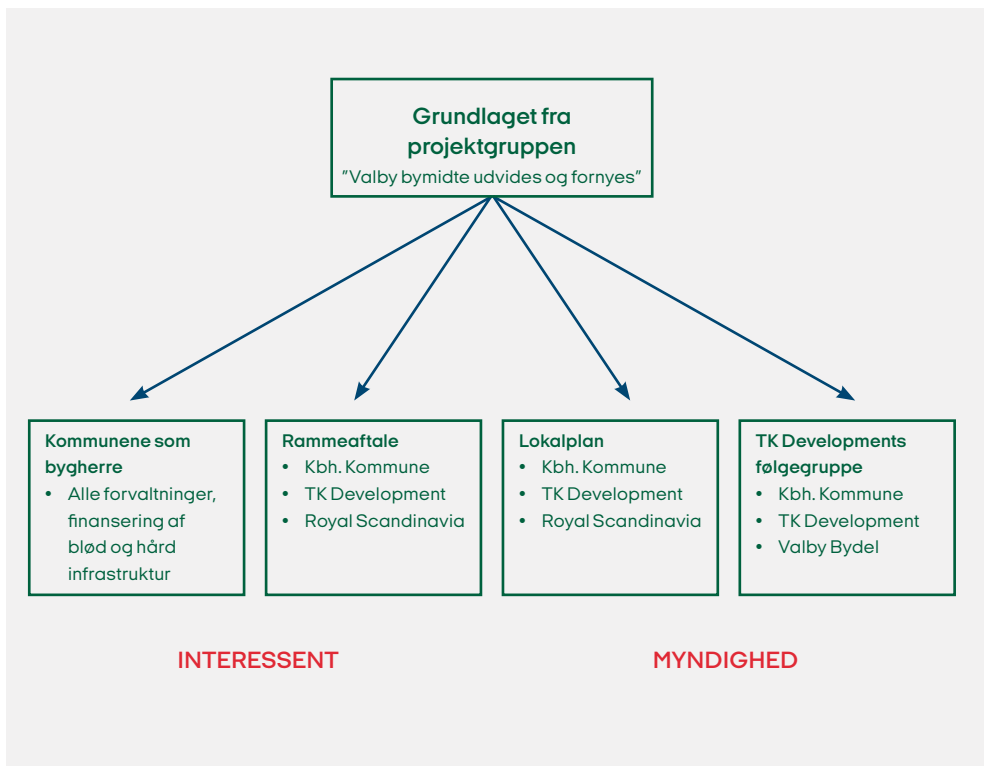 Grundlaget fra
projektgruppen
"Valby bymidte udvides og fornyes"
Kommunene som
bygherre
• Alle forvaltninger,
finansering af
blød og hård
infrastruktur
Rammeaftale
• Kbh. Kommune
• TK Development
• Royal Scandinavia
Lokalplan
• Kbh. Kommune
• TK Development
• Royal Scandinavia
TK Developments
følgegruppe
• Kbh. Kommune
• TK Development
• Valby Bydel
INTERESSENT
MYNDIGHED